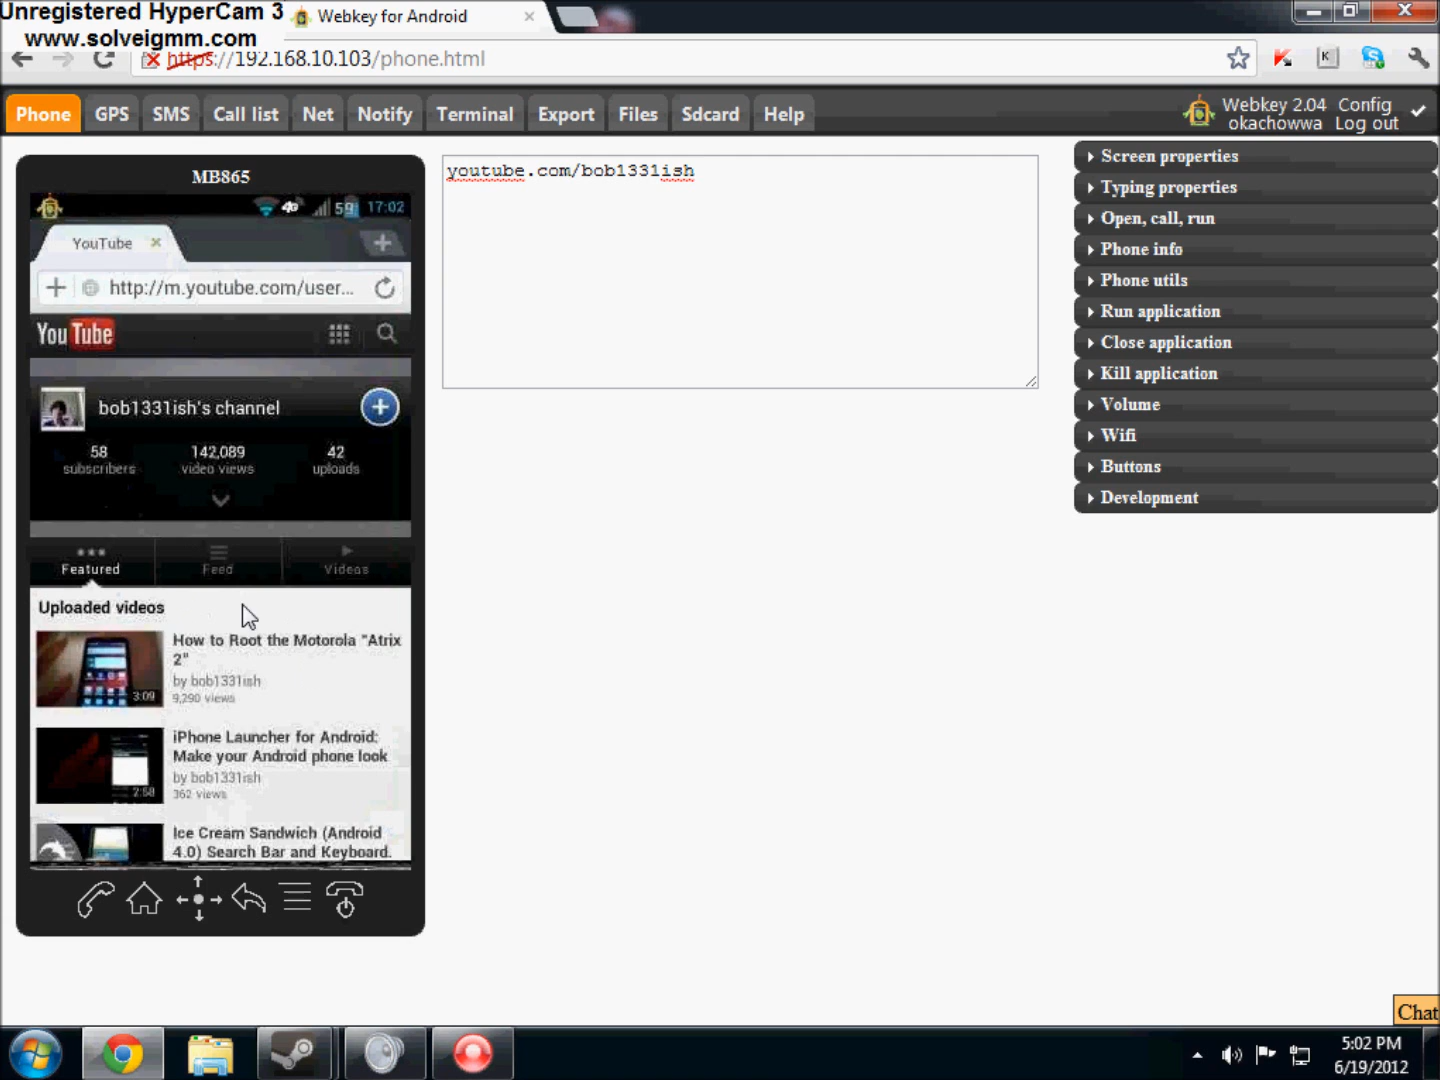 Unregistered HyperCam 3
www.solveigmm.com
Webkey for Android
https://192.168.10.103/phone.html
Phone
GPS
SMS
Call list
Net
Notify
Terminal
Export
Files
Sdcard
Help
Webkey 2.04 Config
okachowwa Log out
MB865
4G 59 17:02
YouTube
http://m.youtube.com/user...
YouTube
bob1331ish's channel
58
subscribers
142,089
video views
42
uploads
Featured
Feed
Videos
Uploaded videos
How to Root the Motorola "Atrix
2"
by bob1331ish
9,290 views
3:09
iPhone Launcher for Android:
Make your Android phone look
by bob1331ish
362 views
2:58
Ice Cream Sandwich (Android
4.0) Search Bar and Keyboard.
youtube.com/bob1331ish
Screen properties
Typing properties
Open, call, run
Phone info
Phone utils
Run application
Close application
Kill application
Volume
Wifi
Buttons
Development
Chat
5:02 PM
6/19/2012